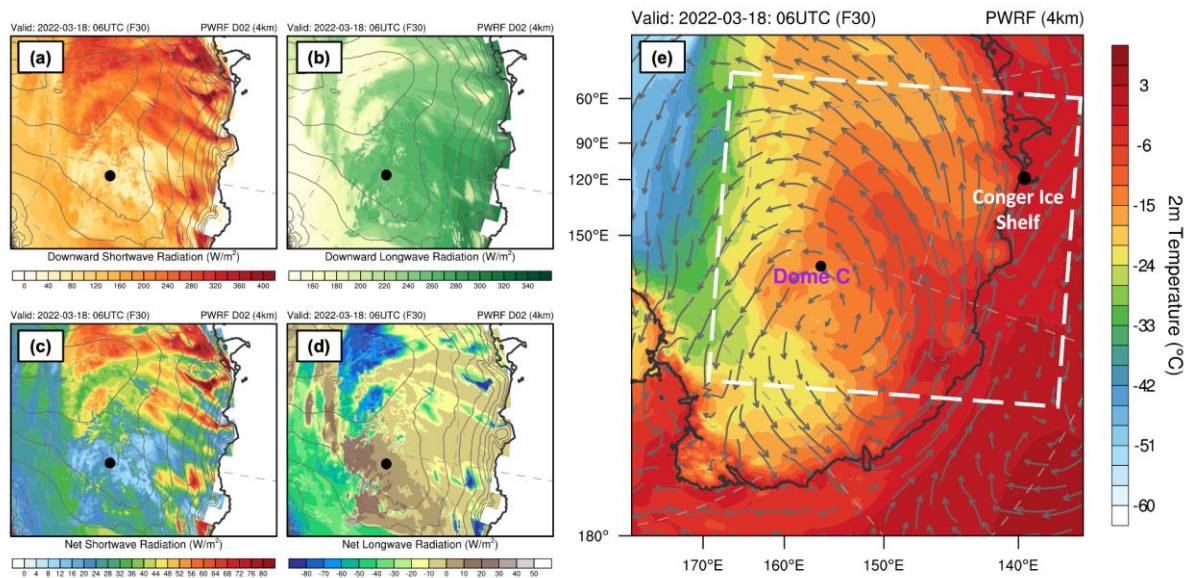 Valid: 2022-03-18: 06UTC (F30) PWRF D02 (4km)
(a)
Downward Shortwave Radiation (W/m²)
0 40 80 120 160 200 240 280 320 360 400
Valid: 2022-03-18: 06UTC (F30) PWRF D02 (4km)
(b)
Downward Longwave Radiation (W/m²)
160 180 200 220 240 260 280 300 320 340
Valid: 2022-03-18: 06UTC (F30) PWRF D02 (4km)
(c)
Net Shortwave Radiation (W/m²)
0 4 8 12 16 20 24 28 32 36 40 44 48 52 56 60 64 68 72 76 80
Valid: 2022-03-18: 06UTC (F30) PWRF D02 (4km)
(d)
Net Longwave Radiation (W/m²)
-80 -70 -60 -50 -40 -30 -20 -10 0 10 20 30 40 50
Valid: 2022-03-18: 06UTC (F30) PWRF (4km)
(e)
60°E
90°E
120°E
150°E
180°
Conger Ice
Shelf
Dome C
170°E 160°E 150°E 140°E
3
-6
-15
-24
-33
-42
-51
-60
2m Temperature (°C)